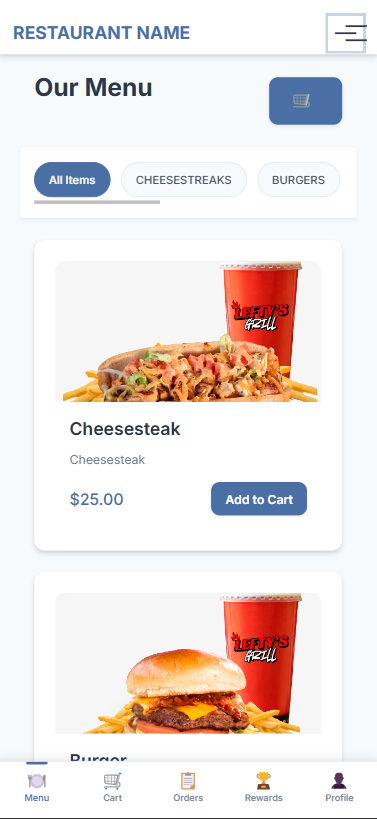 RESTAURANT NAME
Our Menu
All Items
CHEESESTREAKS
BURGERS
LEFTY'S
GRILL
Cheesesteak
Cheesesteak
$25.00
Add to Cart
LEFTY'S
GRILL
Burger
Menu
Cart
Orders
Rewards
Profile